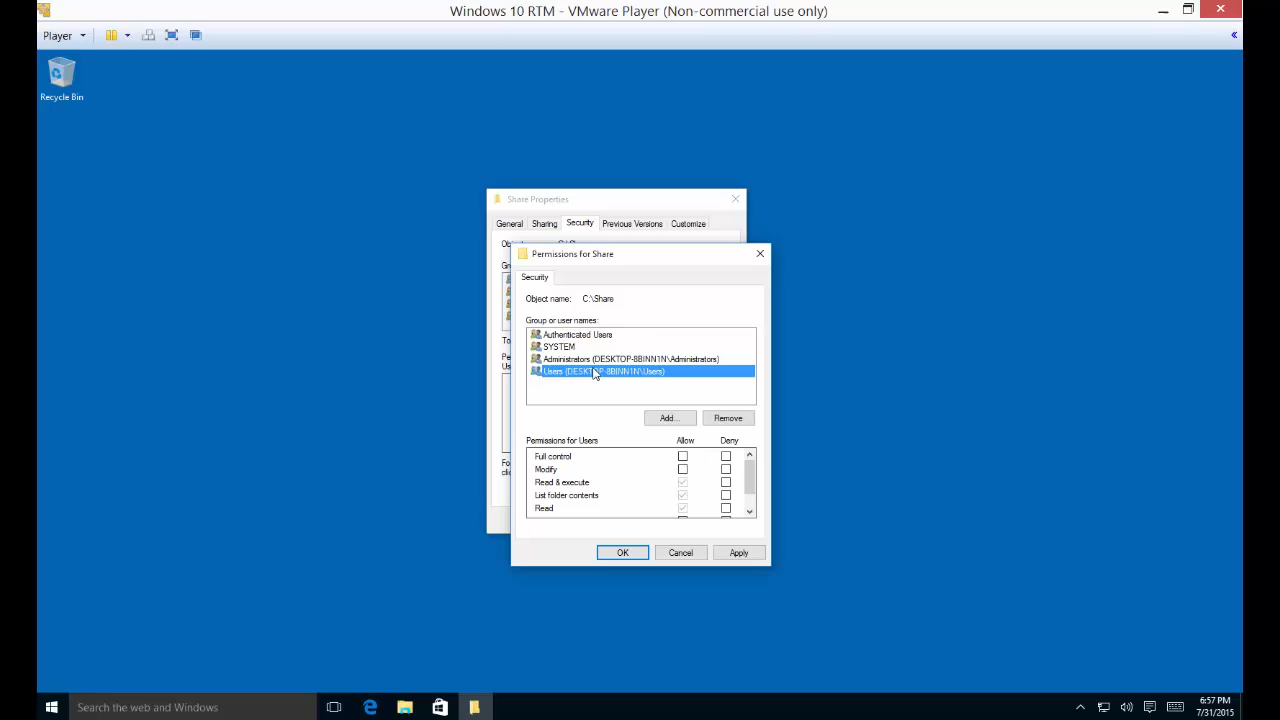 Windows 10 RTM - VMware Player (Non-commercial use only)
Player
Recycle Bin
Share Properties
General Sharing Security Previous Versions Customize
Permissions for Share
Security
Object name: C:\Share
Group or user names:
Authenticated Users
SYSTEM
Administrators (DESKTOP-8BINN1N\Administrators)
Users (DESKTOP-8BINN1N\Users)
Add... Remove
Permissions for Users Allow Deny
Full control
Modify
Read & execute
List folder contents
Read
OK Cancel Apply
Search the web and Windows
6:57 PM
7/31/2015